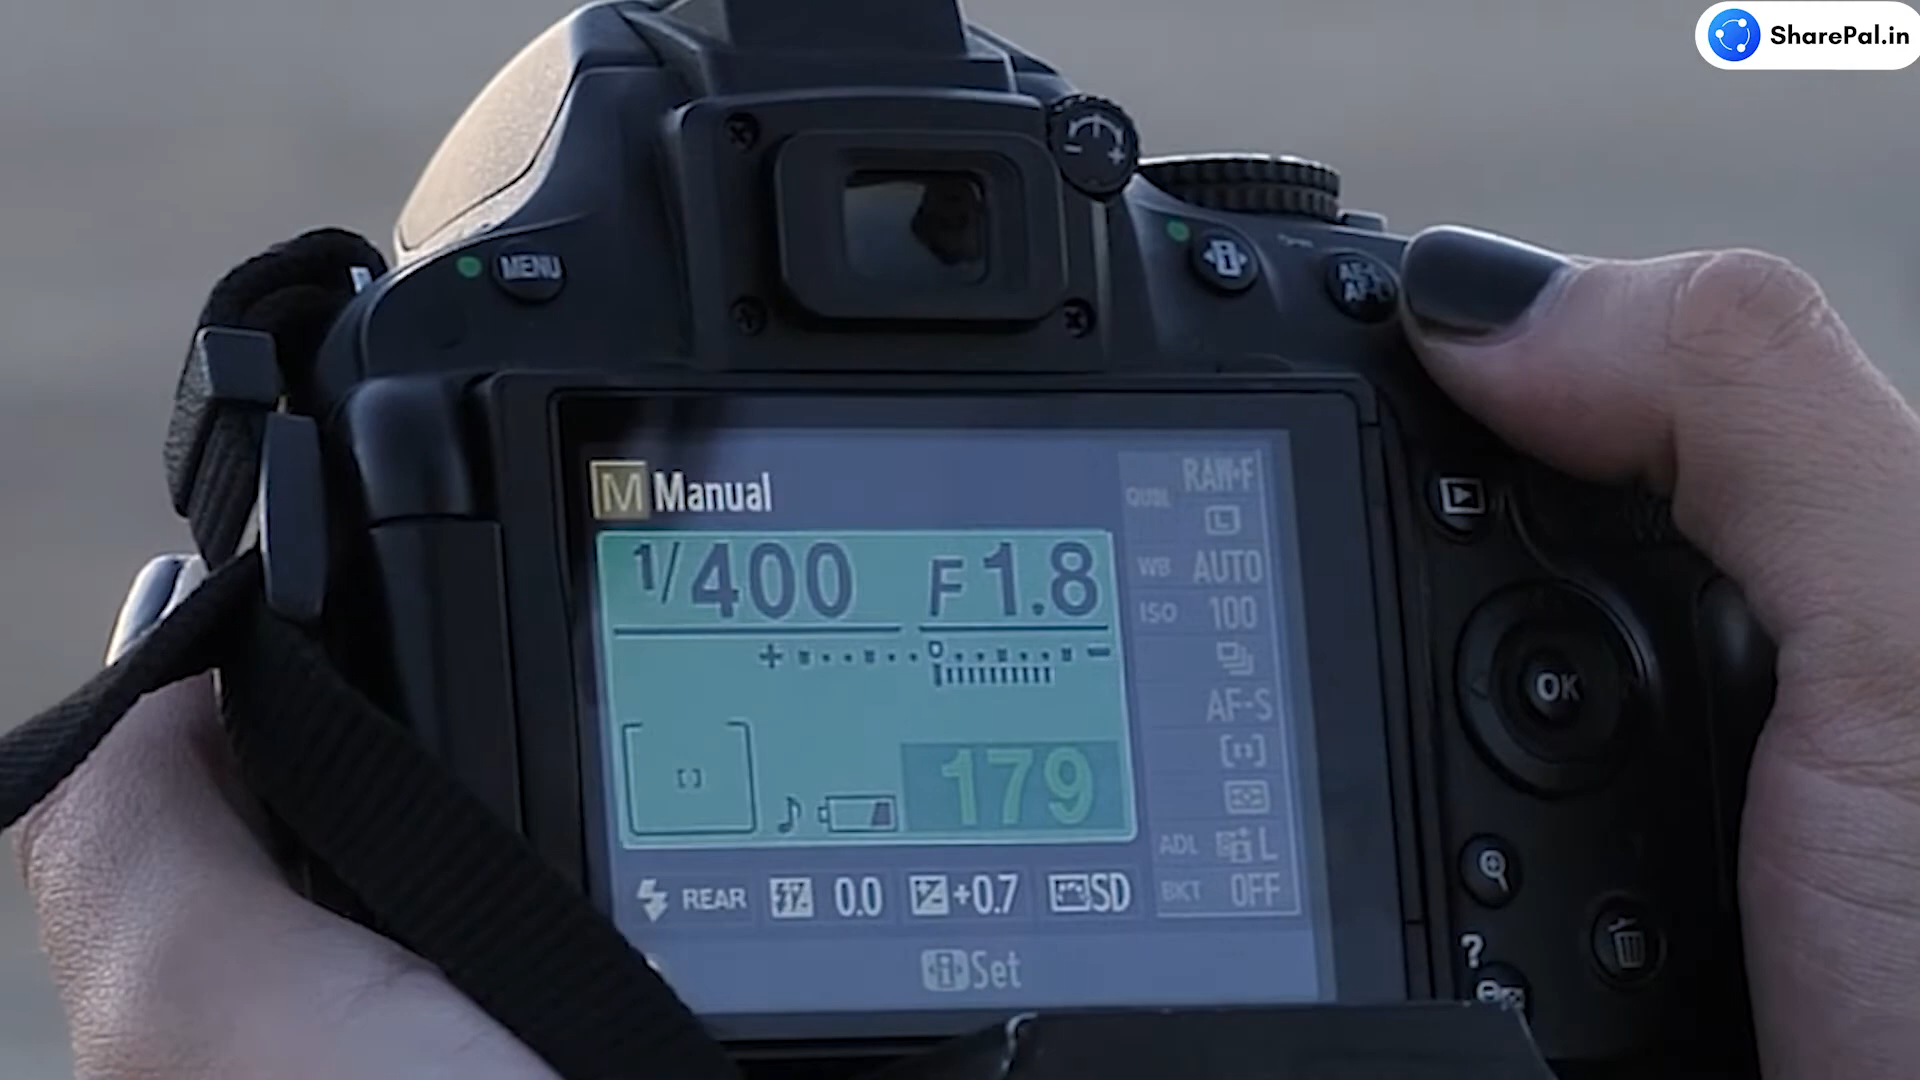 SharePal.in
MENU
M Manual
1/400 F1.8
+ −
179
REAR 0.0 +0.7 SD
i Set
QUAL RAW+F
L
WB AUTO
ISO 100
AF-S
ADL L
BKT OFF
OK
?